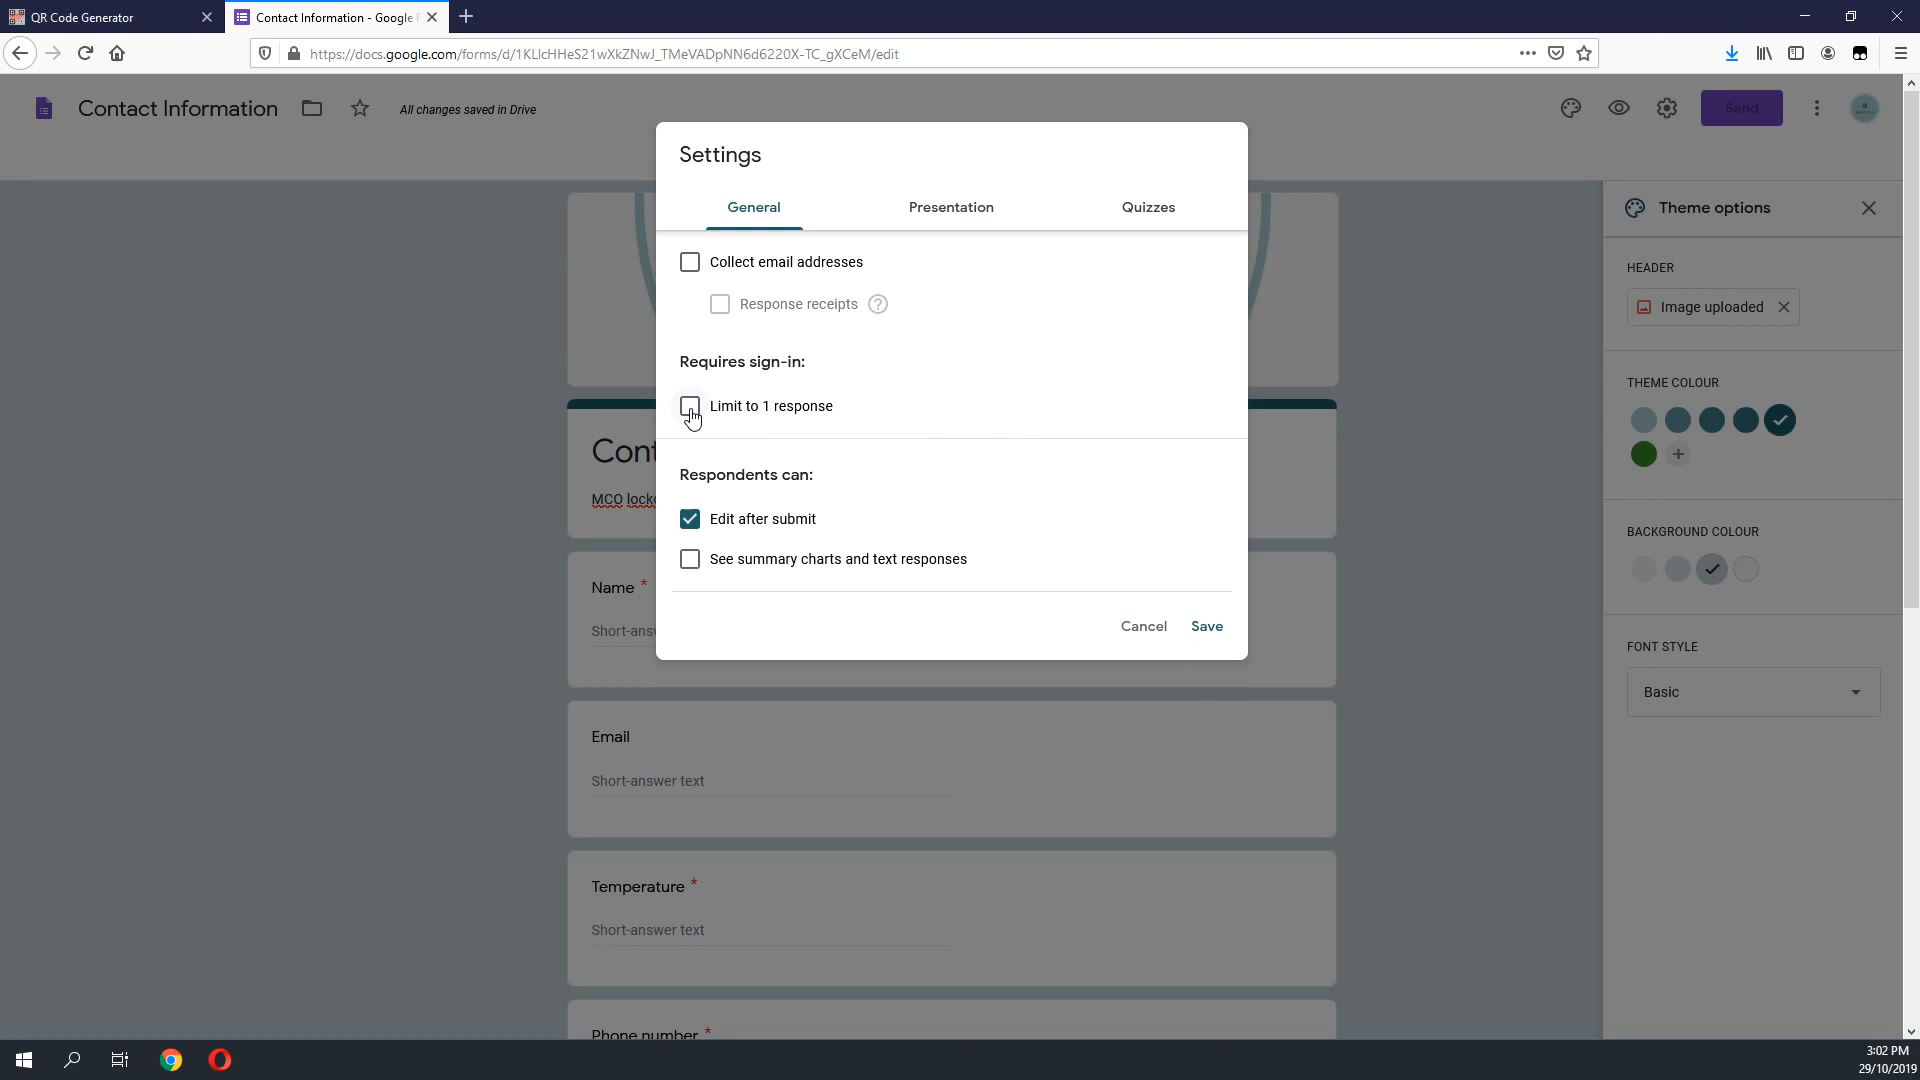 QR Code Generator
Contact Information - Google F
https://docs.google.com/forms/d/1KLlcHHeS21wXkZNwJ_TMeVADpNN6d6220X-TC_gXCeM/edit
Contact Information
All changes saved in Drive
Send
Settings
General
Presentation
Quizzes
Collect email addresses
Response receipts
Requires sign-in:
Limit to 1 response
Respondents can:
Edit after submit
See summary charts and text responses
Cancel
Save
Cont
MCO locko
Name *
Short-ans
Email
Short-answer text
Temperature *
Short-answer text
Phone number *
Theme options
HEADER
Image uploaded
THEME COLOUR
BACKGROUND COLOUR
FONT STYLE
Basic
3:02 PM
29/10/2019